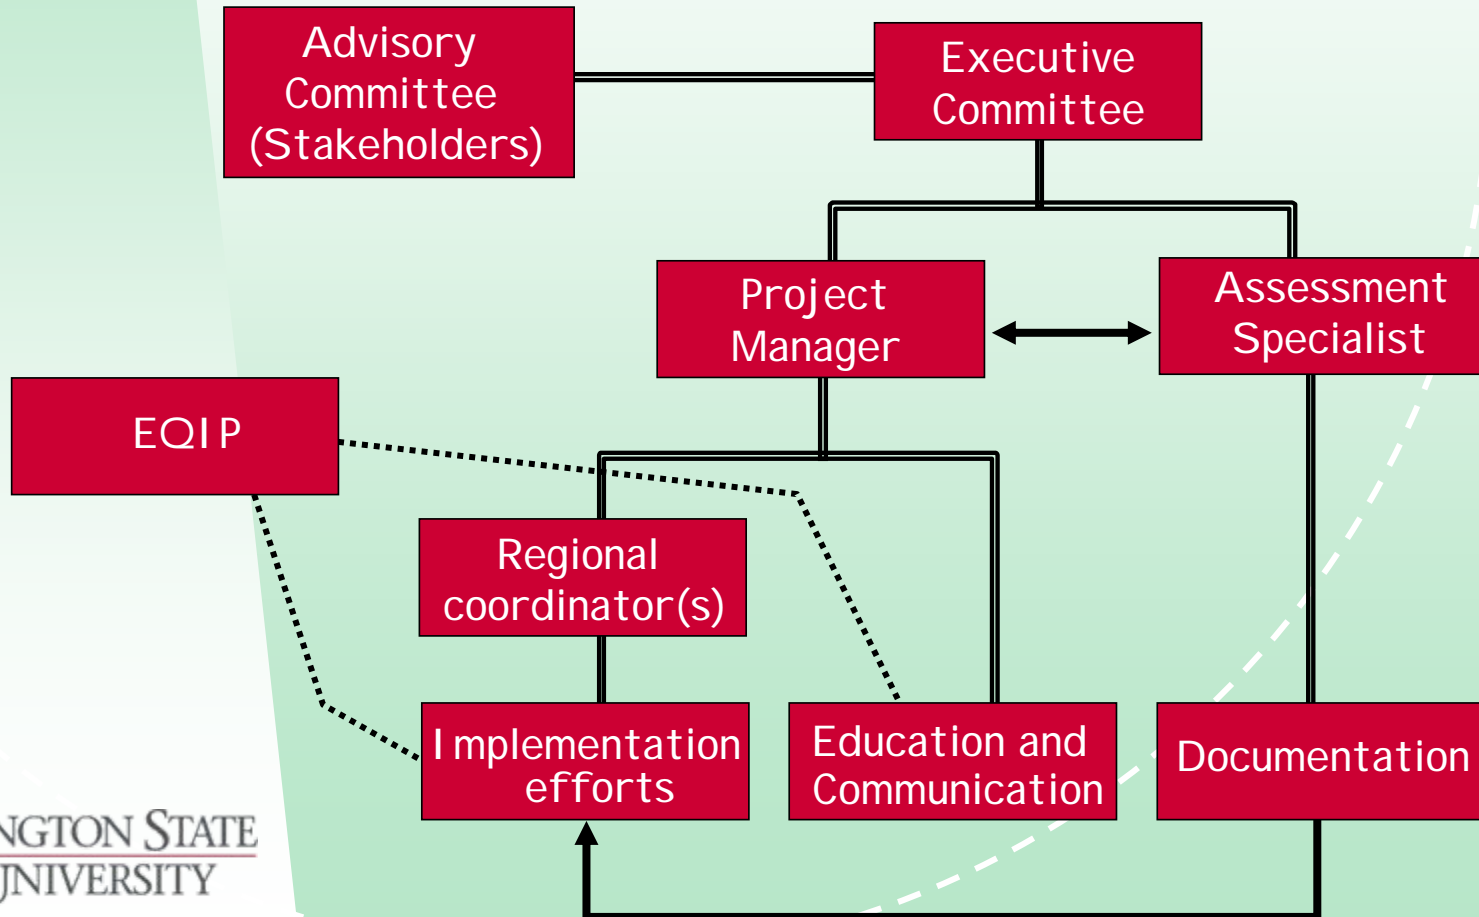 Advisory
Committee
(Stakeholders)
Executive
Committee
Project
Manager
Assessment
Specialist
EQIP
Regional
coordinator(s)
Implementation
efforts
Education and
Communication
Documentation
NGTON STATE
UNIVERSITY